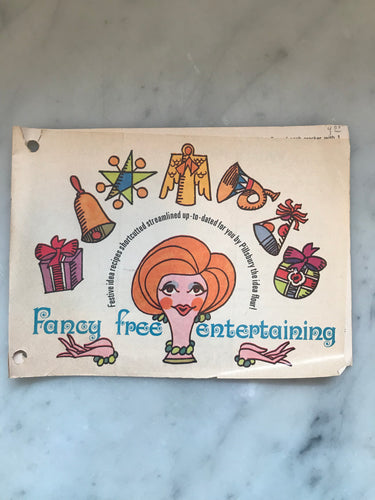 Festive idea recipes shortcutted streamlined up-to-dated for you by Pillsbury the idea flour!
fancy free entertaining